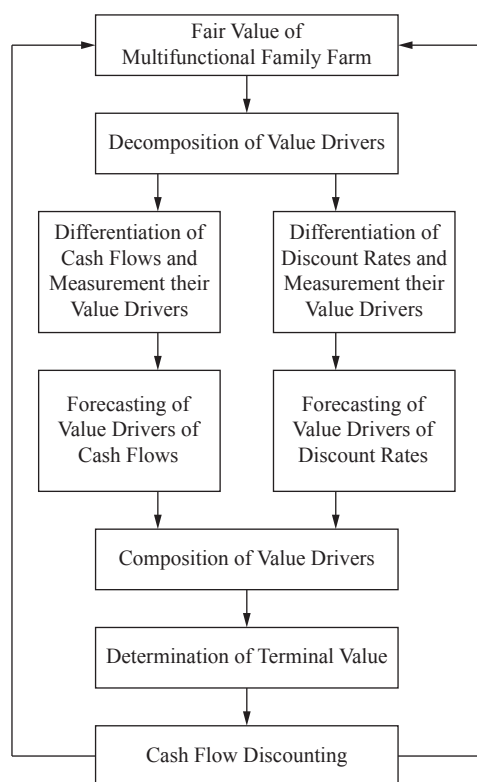 Fair Value of
Multifunctional Family Farm
Decomposition of Value Drivers
Differentiation of
Cash Flows and
Measurement their
Value Drivers
Differentiation of
Discount Rates and
Measurement their
Value Drivers
Forecasting of
Value Drivers of
Cash Flows
Forecasting of
Value Drivers of
Discount Rates
Composition of Value Drivers
Determination of Terminal Value
Cash Flow Discounting